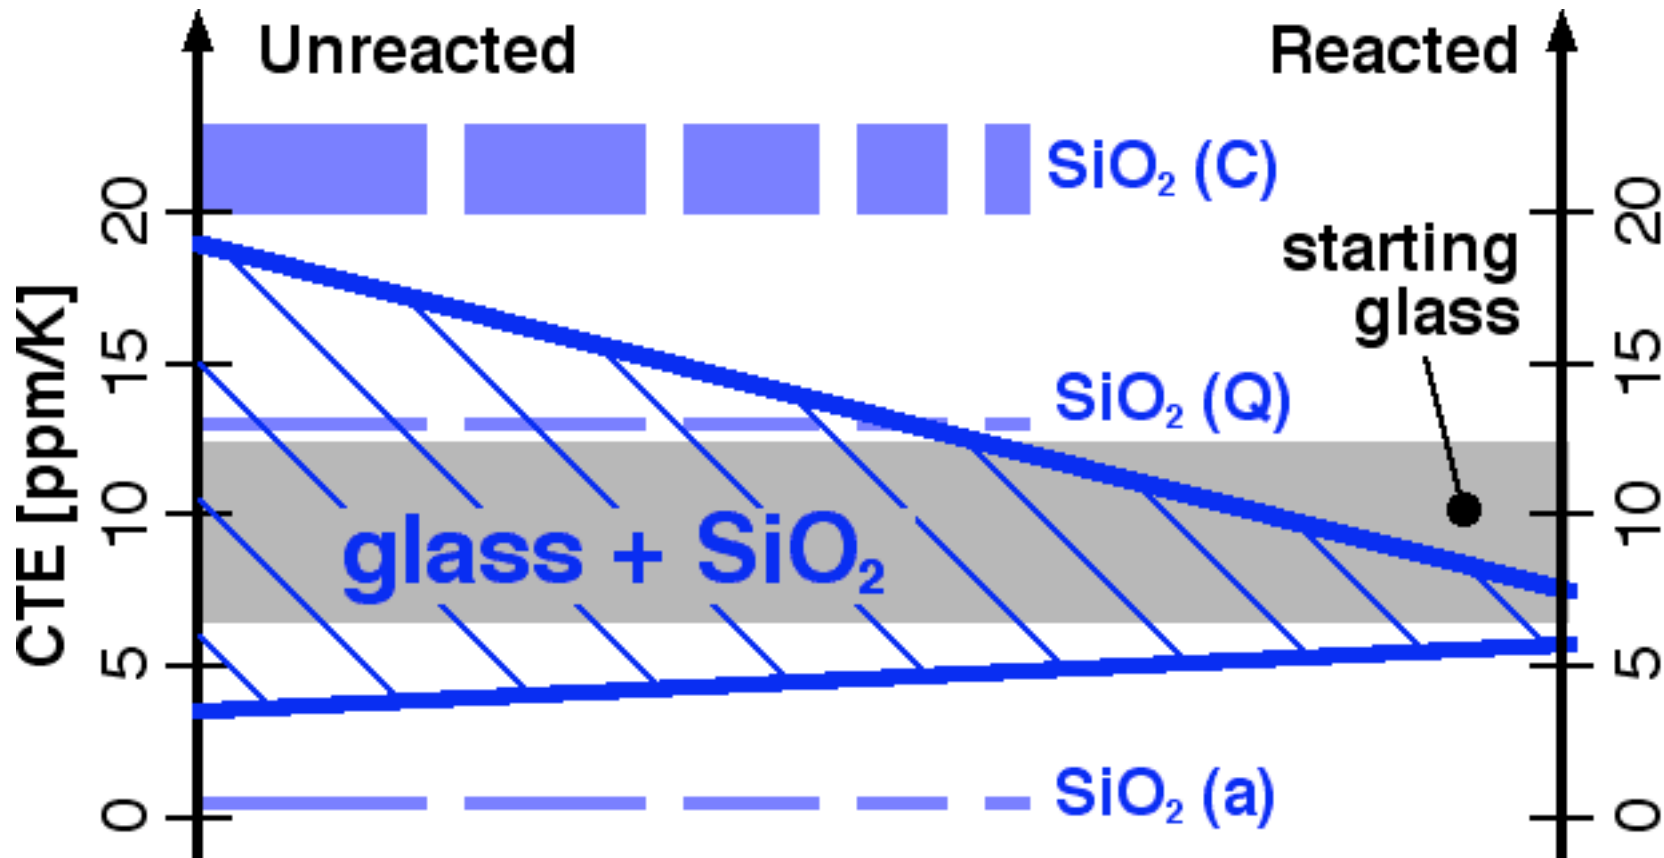 Unreacted
Reacted
SiO₂ (C)
20
20
starting
glass
15
15
SiO₂ (Q)
CTE [ppm/K]
10
10
glass + SiO₂
5
5
SiO₂ (a)
0
0